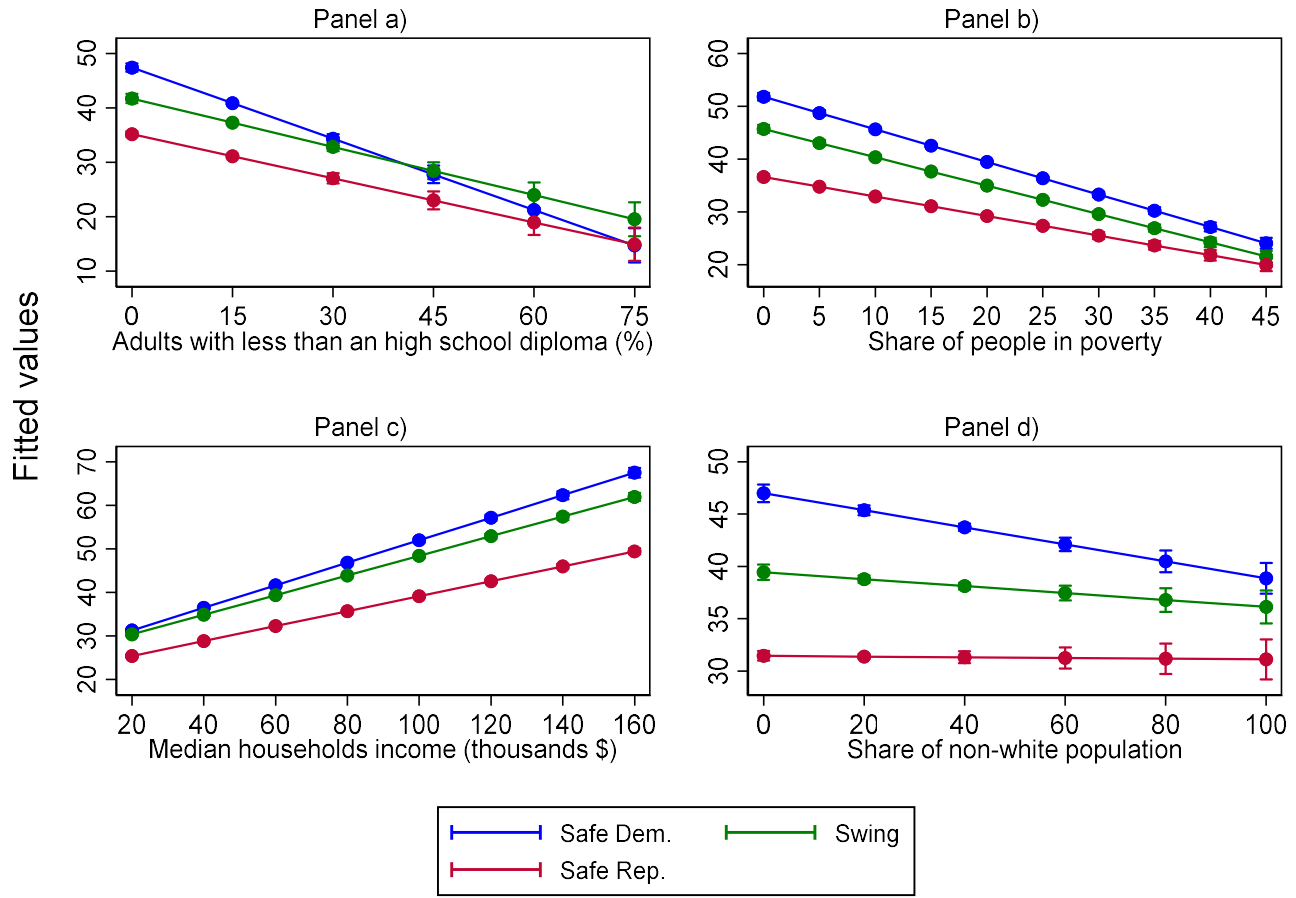 Fitted values
Panel a)
50
40
30
20
10
0 15 30 45 60 75
Adults with less than an high school diploma (%)
Panel b)
60
50
40
30
20
0 5 10 15 20 25 30 35 40 45
Share of people in poverty
Panel c)
70
60
50
40
30
20
20 40 60 80 100 120 140 160
Median households income (thousands $)
Panel d)
50
45
40
35
30
0 20 40 60 80 100
Share of non-white population
Safe Dem. Swing
Safe Rep.